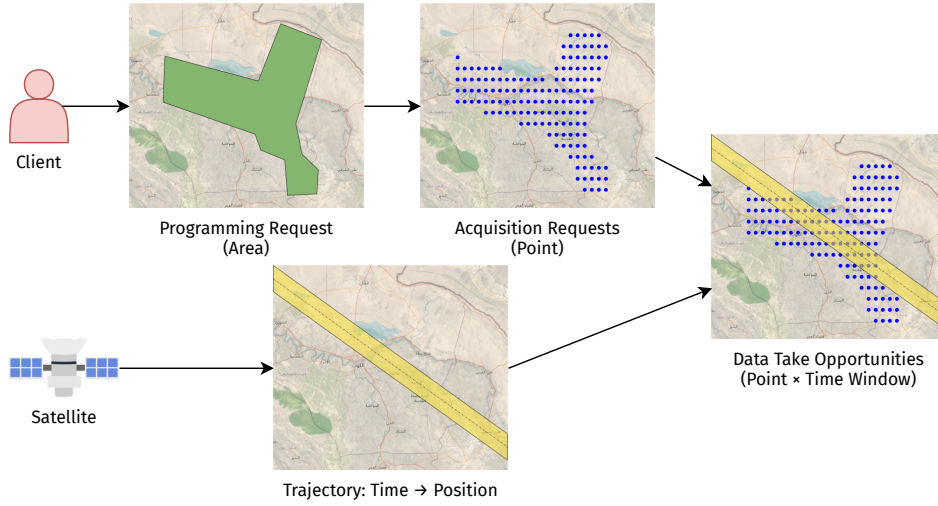 Client
Programming Request
(Area)
Acquisition Requests
(Point)
Data Take Opportunities
(Point × Time Window)
Satellite
Trajectory: Time → Position